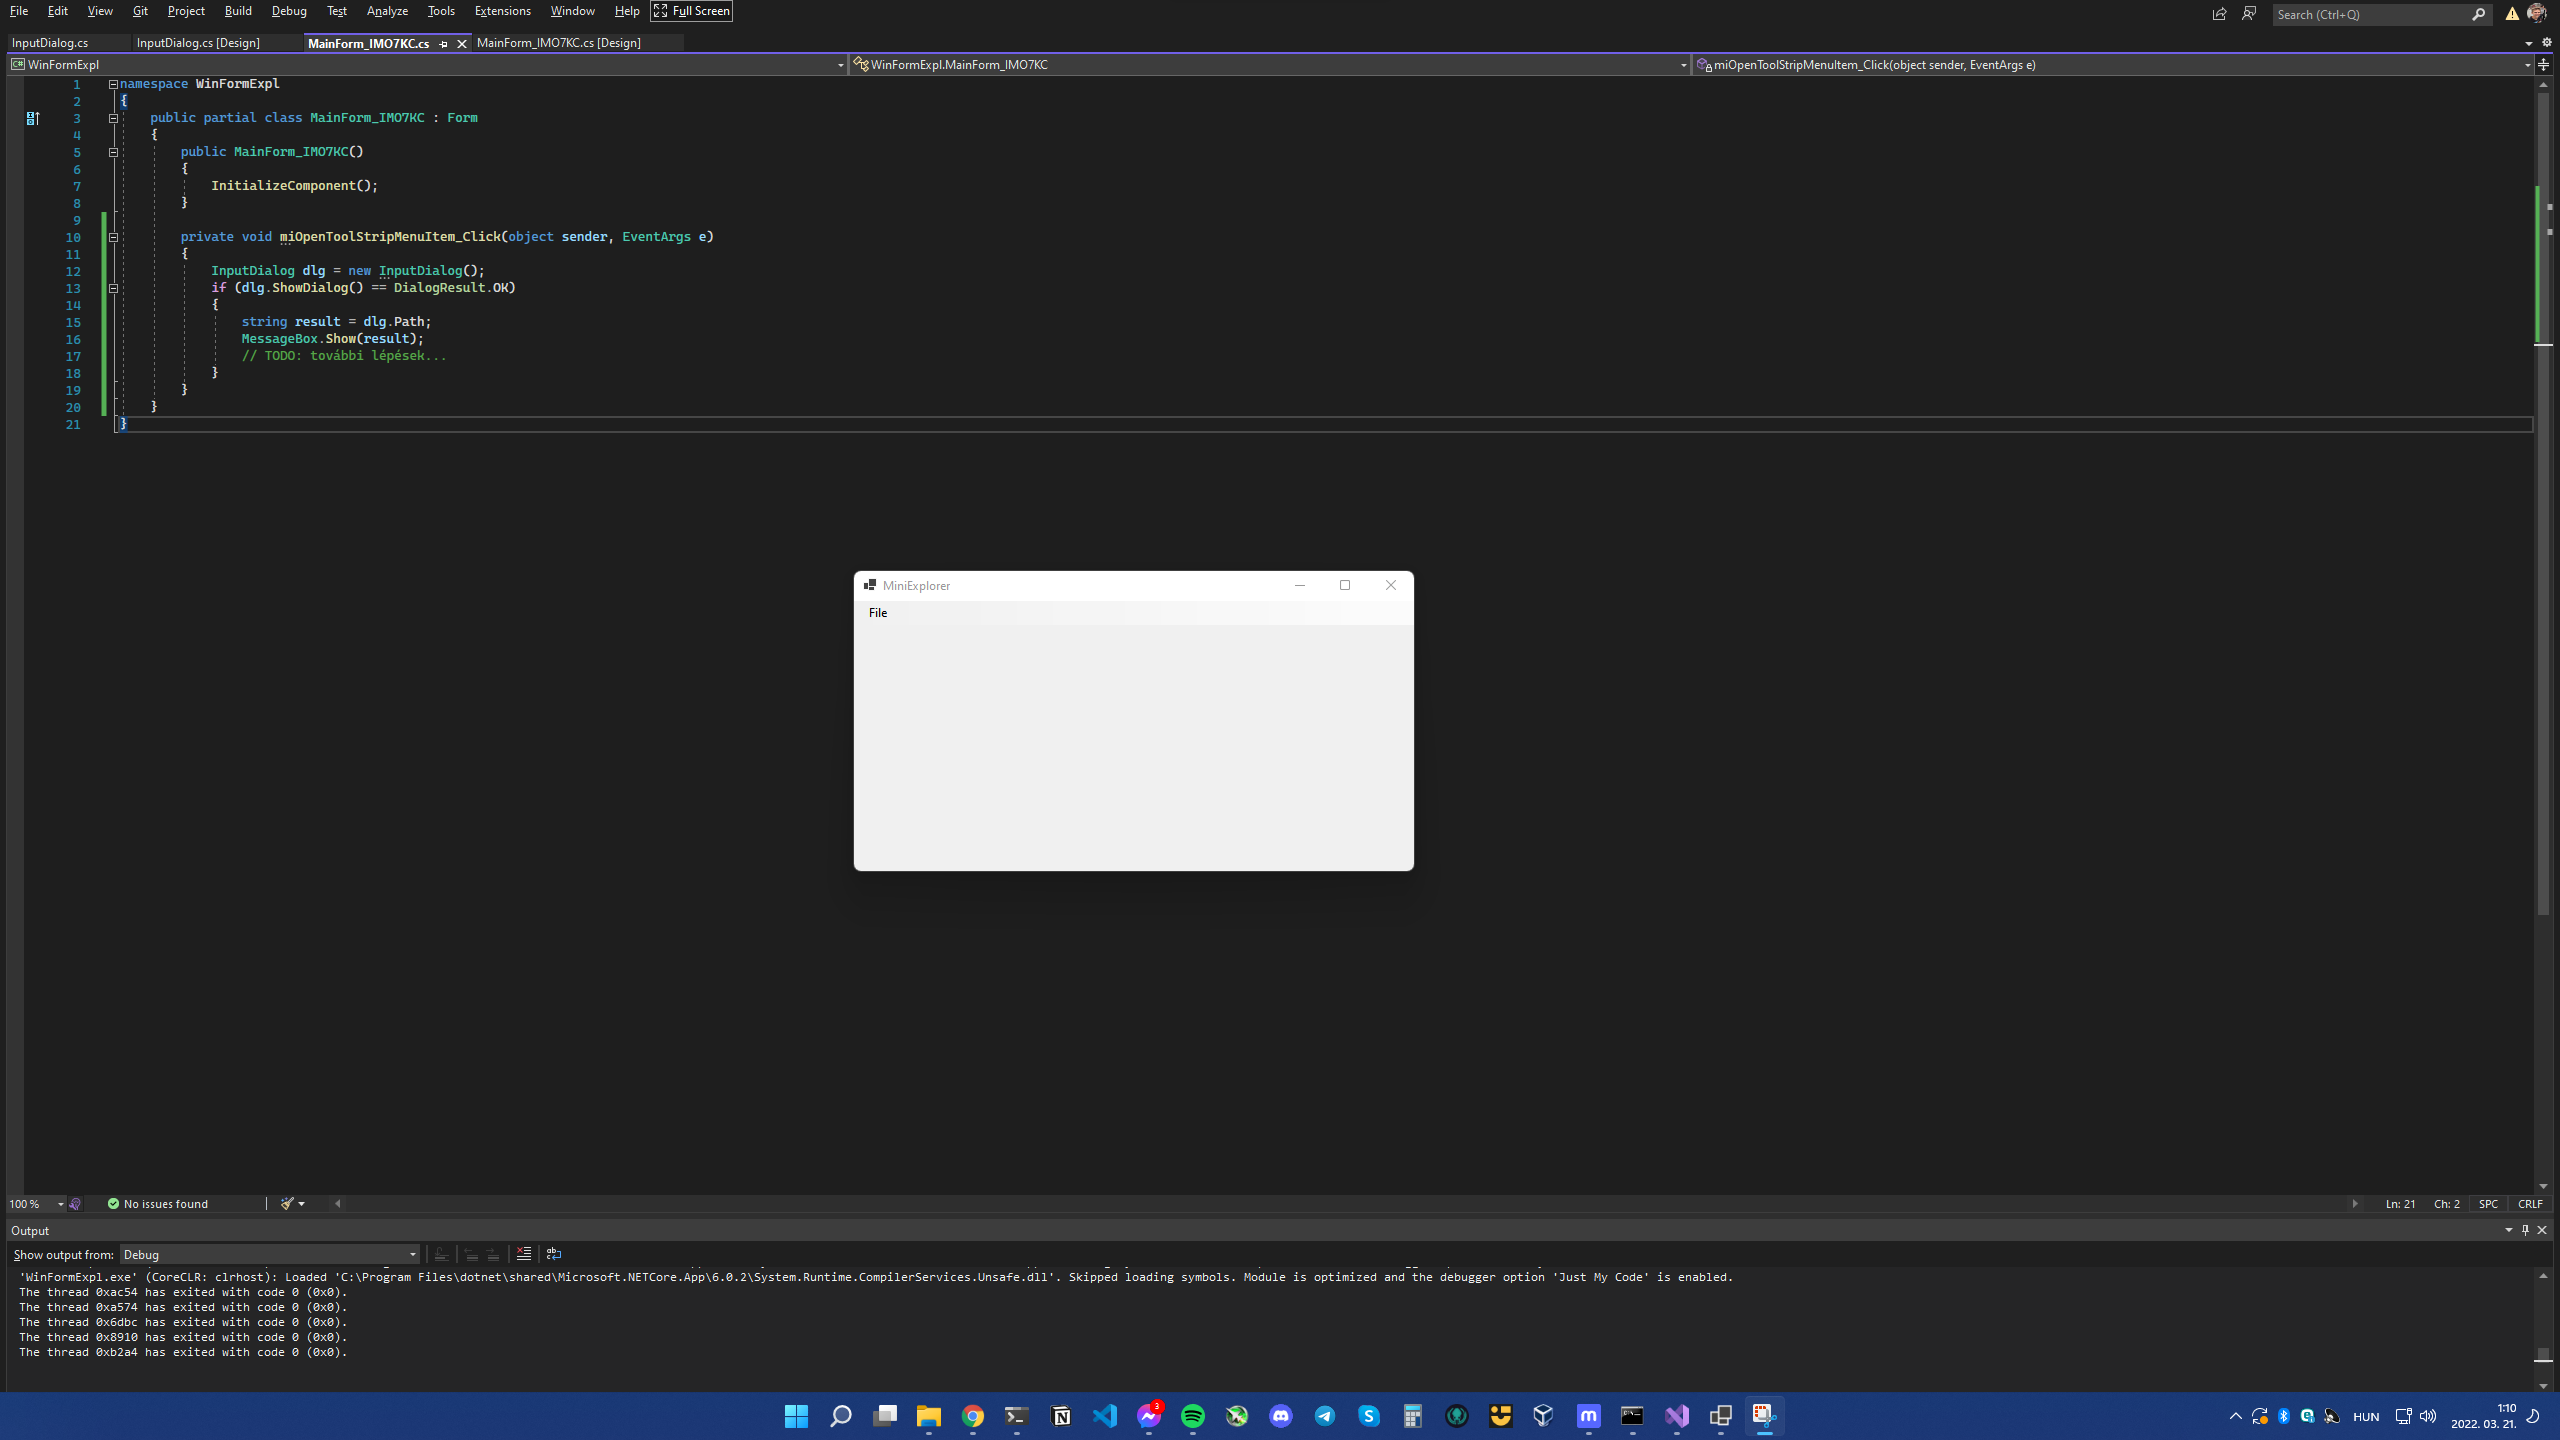 File Edit View Git Project Build Debug Test Analyze Tools Extensions Window Help Full Screen Search (Ctrl+Q)
InputDialog.cs InputDialog.cs [Design] MainForm_IMO7KC.cs MainForm_IMO7KC.cs [Design]
C# WinFormExpl WinFormExpl.MainForm_IMO7KC miOpenToolStripMenuItem_Click(object sender, EventArgs e)
1 namespace WinFormExpl
2 {
3 public partial class MainForm_IMO7KC : Form
4 {
5 public MainForm_IMO7KC()
6 {
7 InitializeComponent();
8 }
9
10 private void miOpenToolStripMenuItem_Click(object sender, EventArgs e)
11 {
12 InputDialog dlg = new InputDialog();
13 if (dlg.ShowDialog() == DialogResult.OK)
14 {
15 string result = dlg.Path;
16 MessageBox.Show(result);
17 // TODO: további lépések...
18 }
19 }
20 }
21 }
MiniExplorer
File
100 % No issues found Ln: 21 Ch: 2 SPC CRLF
Output
Show output from: Debug
'WinFormExpl.exe' (CoreCLR: clrhost): Loaded 'C:\Program Files\dotnet\shared\Microsoft.NETCore.App\6.0.2\System.Runtime.CompilerServices.Unsafe.dll'. Skipped loading symbols. Module is optimized and the debugger option 'Just My Code' is enabled.
The thread 0xac54 has exited with code 0 (0x0).
The thread 0xa574 has exited with code 0 (0x0).
The thread 0x6dbc has exited with code 0 (0x0).
The thread 0x8910 has exited with code 0 (0x0).
The thread 0xb2a4 has exited with code 0 (0x0).
3
HUN
1:10
2022. 03. 21.